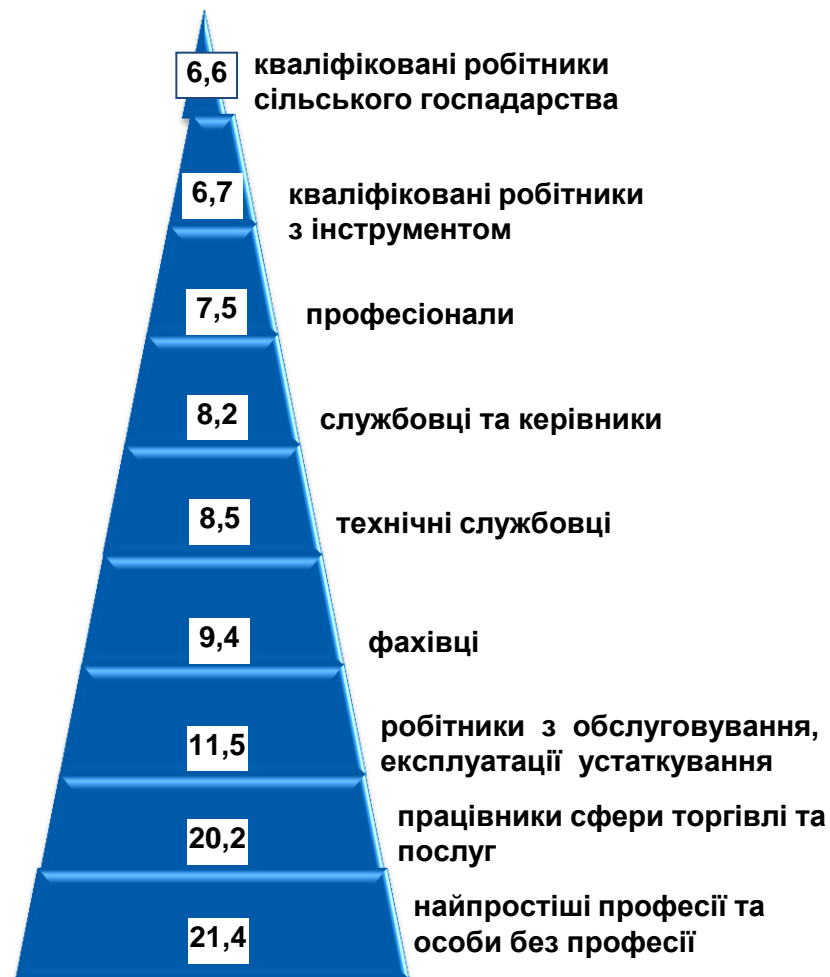 6,6
кваліфіковані робітники
сільського госпадарства
6,7
кваліфіковані робітники
з інструментом
7,5
професіонали
8,2
службовці та керівники
8,5
технічні службовці
9,4
фахівці
11,5
робітники з обслуговування,
експлуатації устаткування
20,2
працівники сфери торгівлі та
послуг
21,4
найпростіші професії та
особи без професії